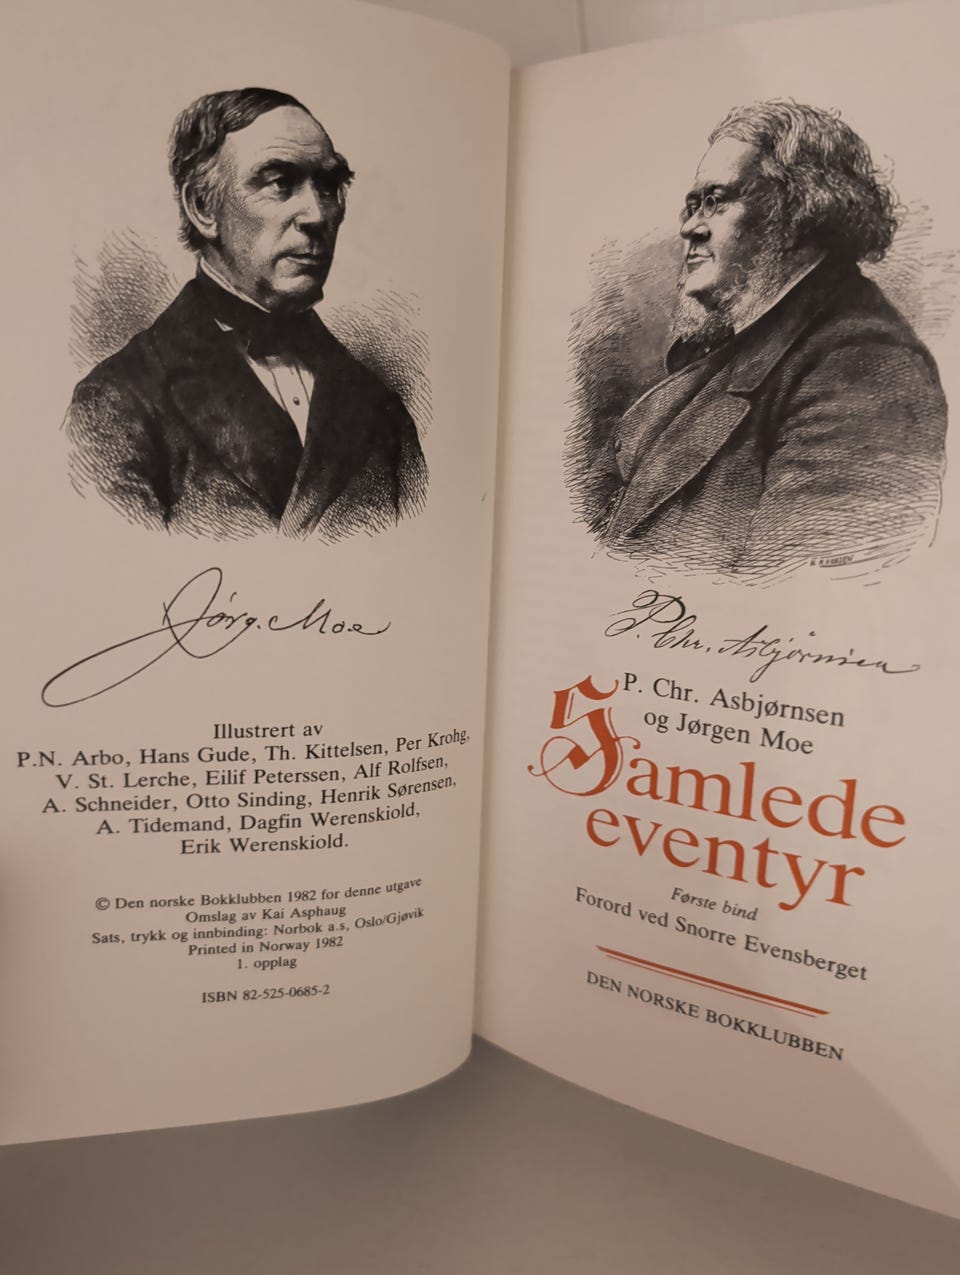 Jørg. Moe
Illustrert av
P.N. Arbo, Hans Gude, Th. Kittelsen, Per Krohg,
V. St. Lerche, Eilif Peterssen, Alf Rolfsen,
A. Schneider, Otto Sinding, Henrik Sørensen,
A. Tidemand, Dagfin Werenskiold,
Erik Werenskiold.
© Den norske Bokklubben 1982 for denne utgave
Omslag av Kai Asphaug
Sats, trykk og innbinding: Norbok a.s, Oslo/Gjøvik
Printed in Norway 1982
1. opplag
ISBN 82-525-0685-2
P. Chr. Asbjørnsen
P. Chr. Asbjørnsen
og Jørgen Moe
Samlede
eventyr
Første bind
Forord ved Snorre Evensberget
DEN NORSKE BOKKLUBBEN